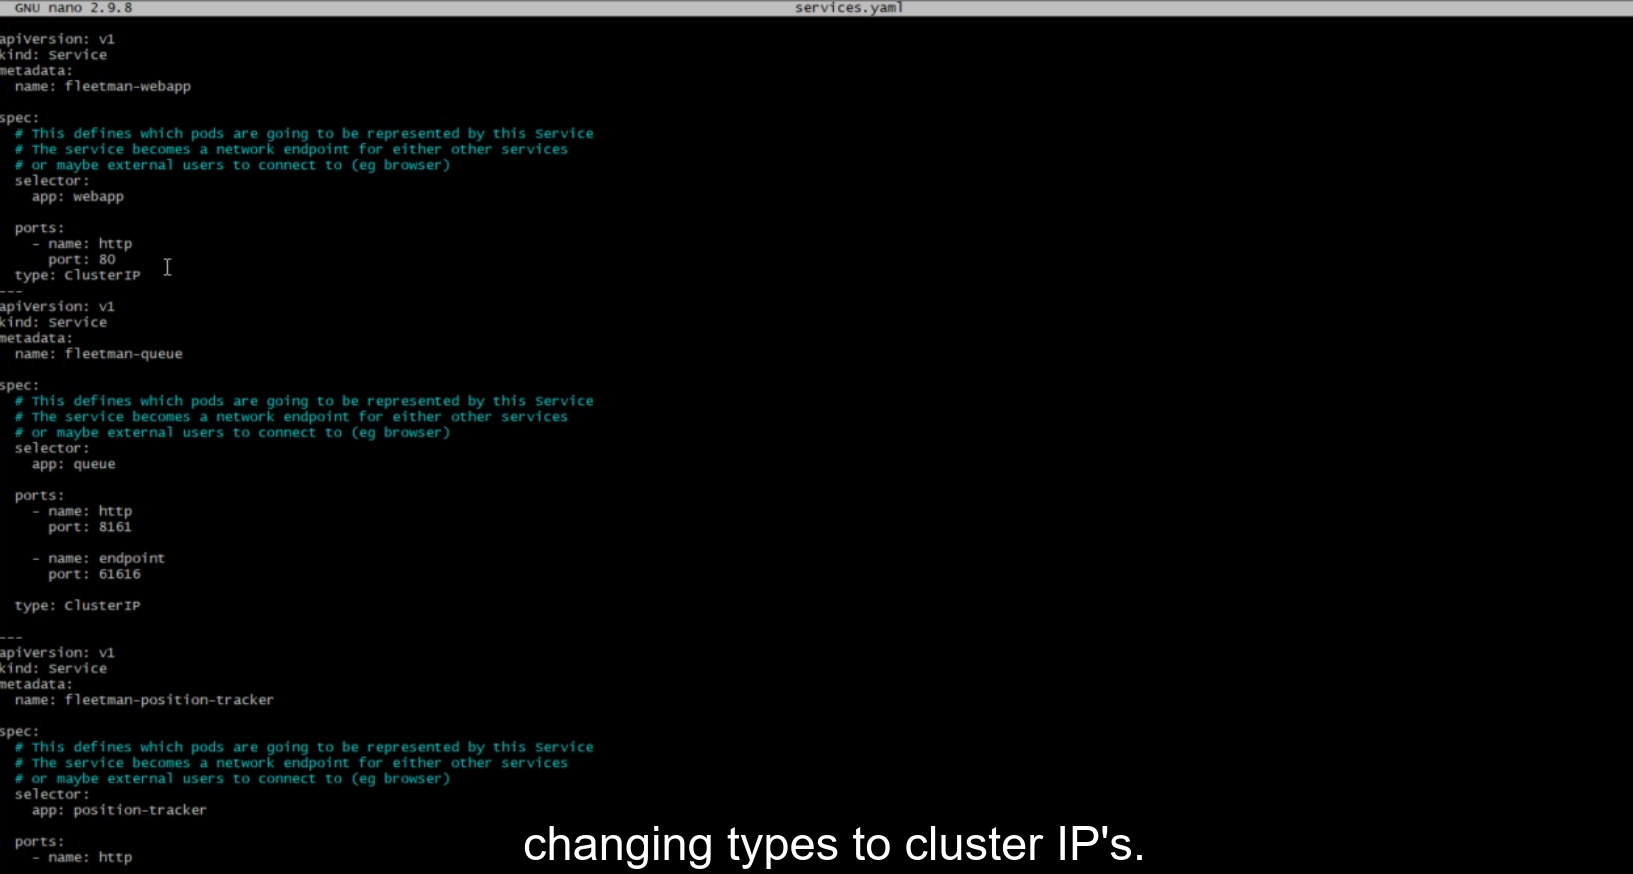 GNU nano 2.9.8 services.yaml
apiVersion: v1
kind: Service
metadata:
  name: fleetman-webapp
spec:
  # This defines which pods are going to be represented by this Service
  # The service becomes a network endpoint for either other services
  # or maybe external users to connect to (eg browser)
  selector:
    app: webapp
  ports:
    - name: http
      port: 80
  type: ClusterIP
---
apiVersion: v1
kind: Service
metadata:
  name: fleetman-queue
spec:
  # This defines which pods are going to be represented by this Service
  # The service becomes a network endpoint for either other services
  # or maybe external users to connect to (eg browser)
  selector:
    app: queue
  ports:
    - name: http
      port: 8161
    - name: endpoint
      port: 61616
  type: ClusterIP
---
apiVersion: v1
kind: Service
metadata:
  name: fleetman-position-tracker
spec:
  # This defines which pods are going to be represented by this Service
  # The service becomes a network endpoint for either other services
  # or maybe external users to connect to (eg browser)
  selector:
    app: position-tracker
  ports:
    - name: http
changing types to cluster IP's.